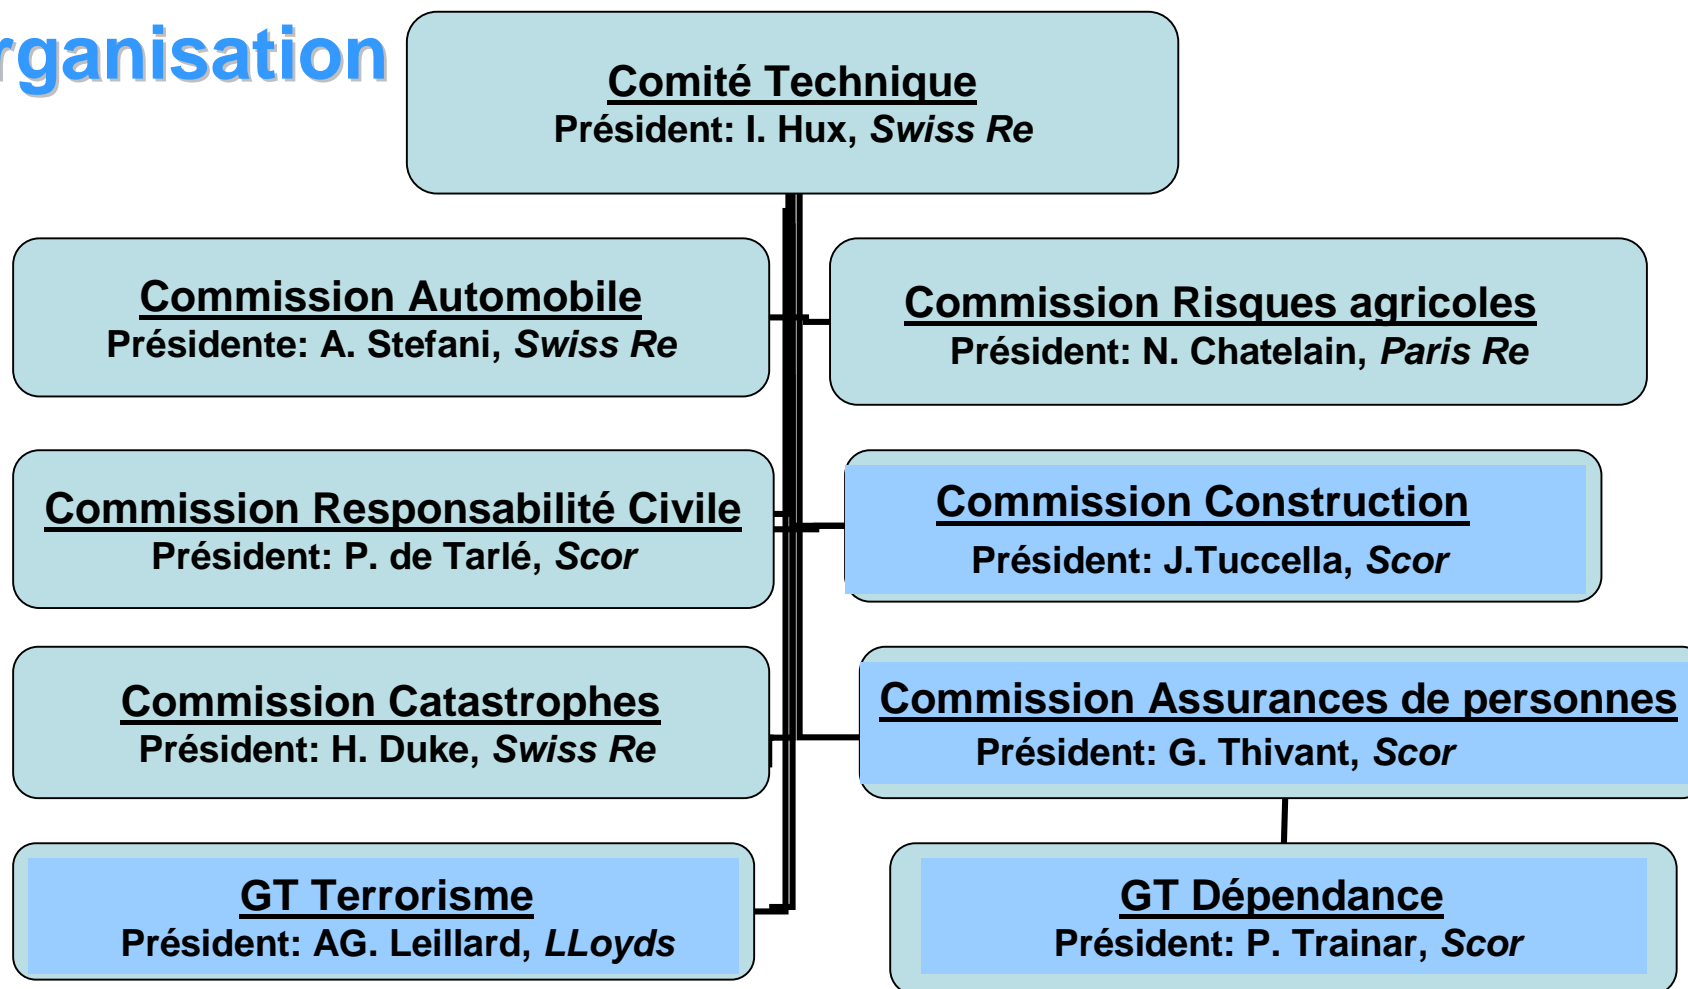 rganisation
Comité Technique
Président: I. Hux, Swiss Re
Commission Automobile
Présidente: A. Stefani, Swiss Re
Commission Risques agricoles
Président: N. Chatelain, Paris Re
Commission Responsabilité Civile
Président: P. de Tarlé, Scor
Commission Construction
Président: J.Tuccella, Scor
Commission Catastrophes
Président: H. Duke, Swiss Re
Commission Assurances de personnes
Président: G. Thivant, Scor
GT Terrorisme
Président: AG. Leillard, LLoyds
GT Dépendance
Président: P. Trainar, Scor